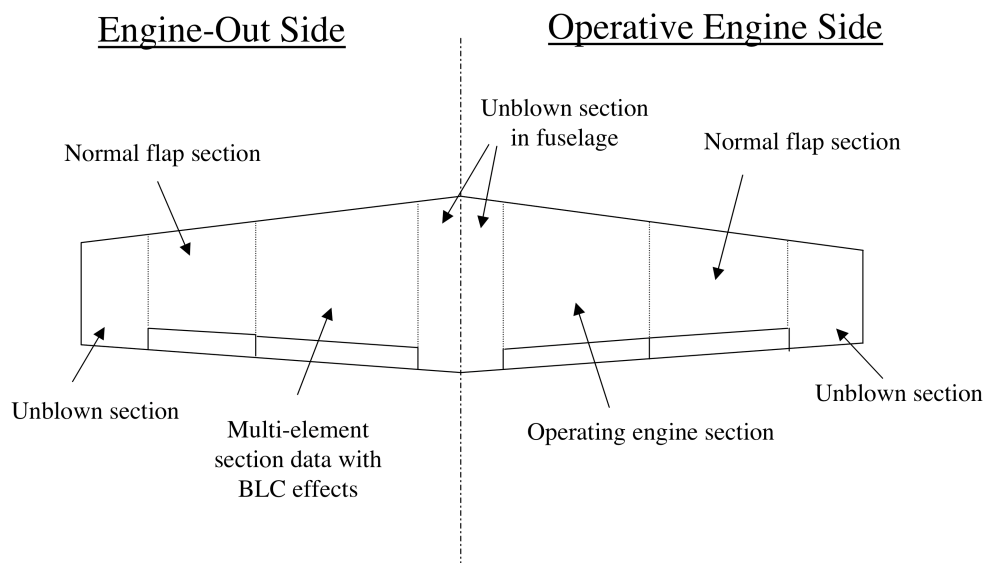 Engine-Out Side
Operative Engine Side
Unblown section
in fuselage
Normal flap section
Normal flap section
Unblown section
Multi-element
section data with
BLC effects
Operating engine section
Unblown section